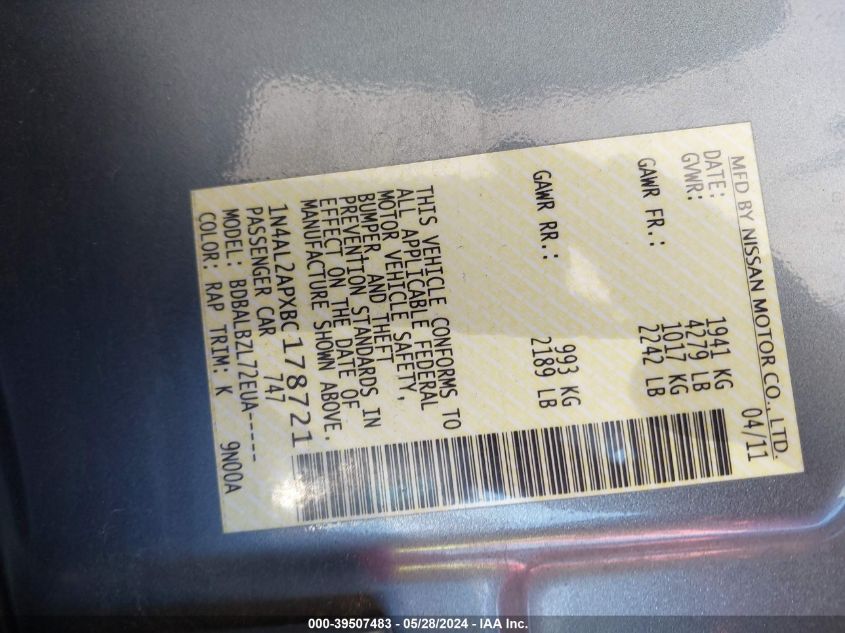 MFD BY NISSAN MOTOR CO., LTD.
DATE: 04/11
GVWR: 1941 KG
4279 LB
GAWR FR.: 1017 KG
2242 LB
GAWR RR.: 993 KG
2189 LB
THIS VEHICLE CONFORMS TO
ALL APPLICABLE FEDERAL
MOTOR VEHICLE SAFETY,
BUMPER, AND THEFT
PREVENTION STANDARDS IN
EFFECT ON THE DATE OF
MANUFACTURE SHOWN ABOVE.
1N4AL2APXBC178721
PASSENGER CAR 747
MODEL: BDBALBZL72EUA-----
COLOR: RAP TRIM: K 9N00A
000-39507483 - 05/28/2024 - IAA Inc.